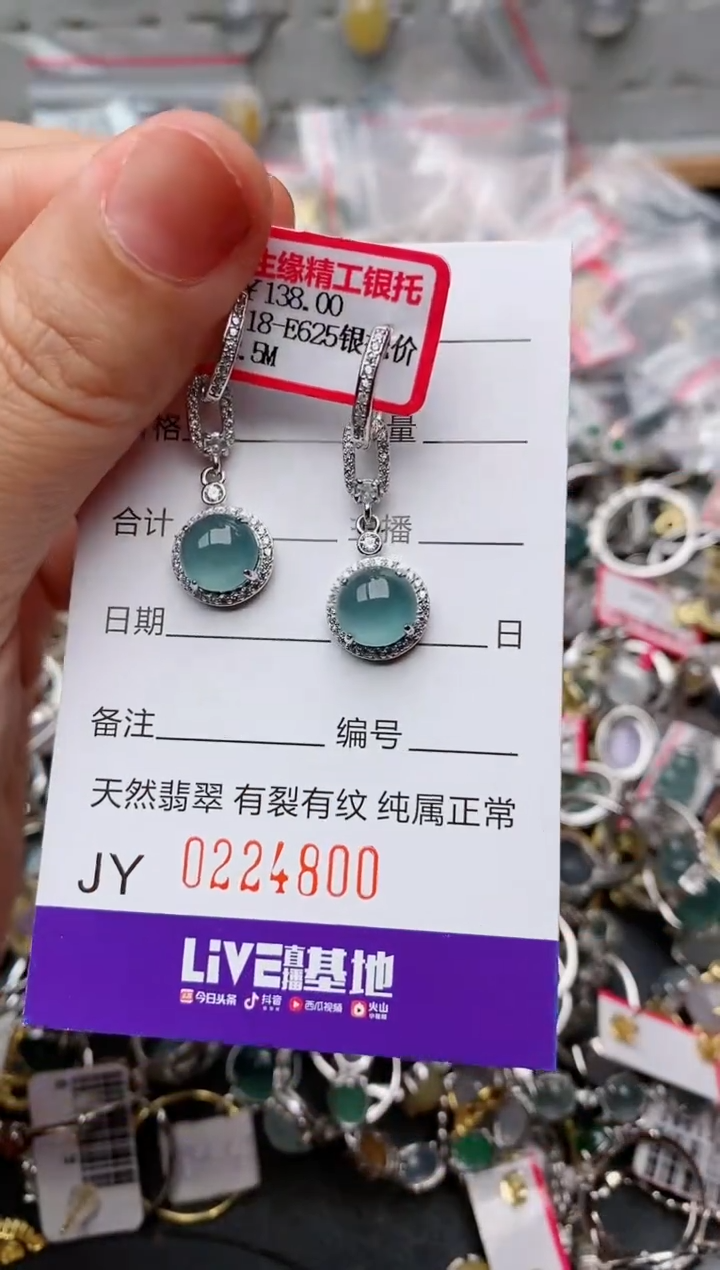 生缘精工银托
¥138.00
18-E625银 价
.5M
格 量
合计 播
日期 日
备注 编号
天然翡翠 有裂有纹 纯属正常
JY 0224800
LiVE直播基地
今日头条 抖音 西瓜视频 火山